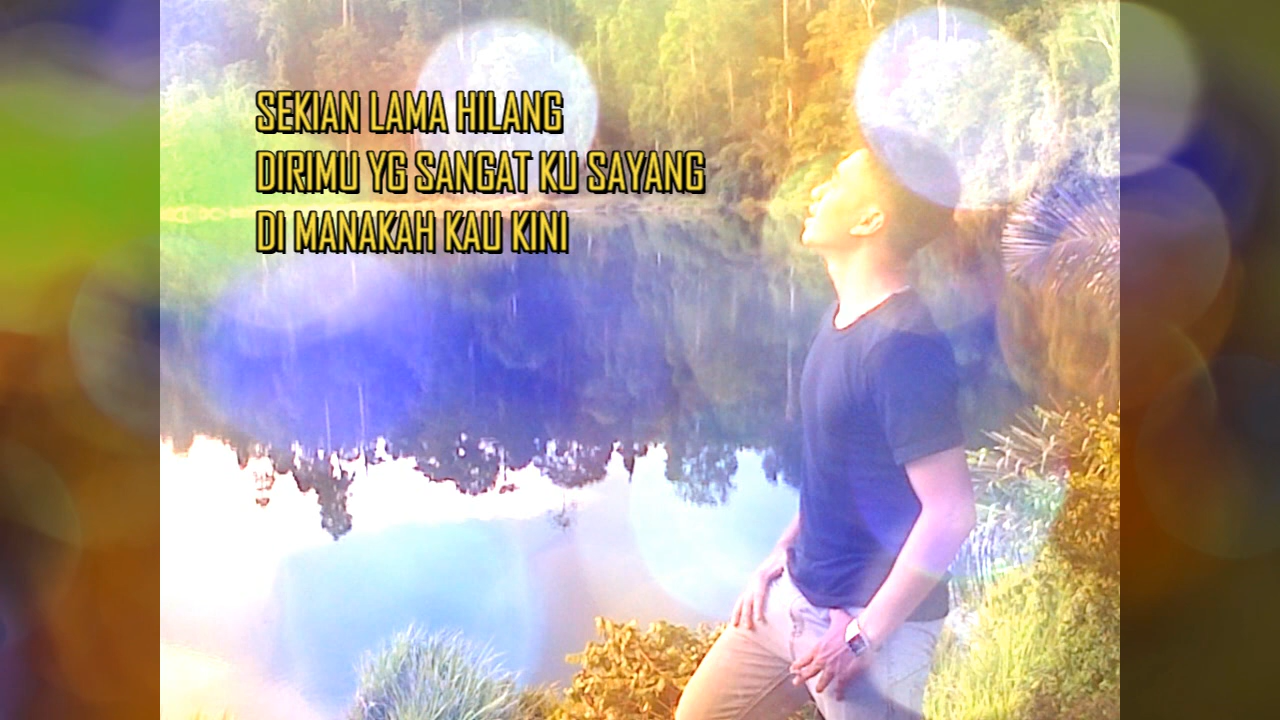 SEKIAN LAMA HILANG
DIRIMU YG SANGAT KU SAYANG
DI MANAKAH KAU KINI